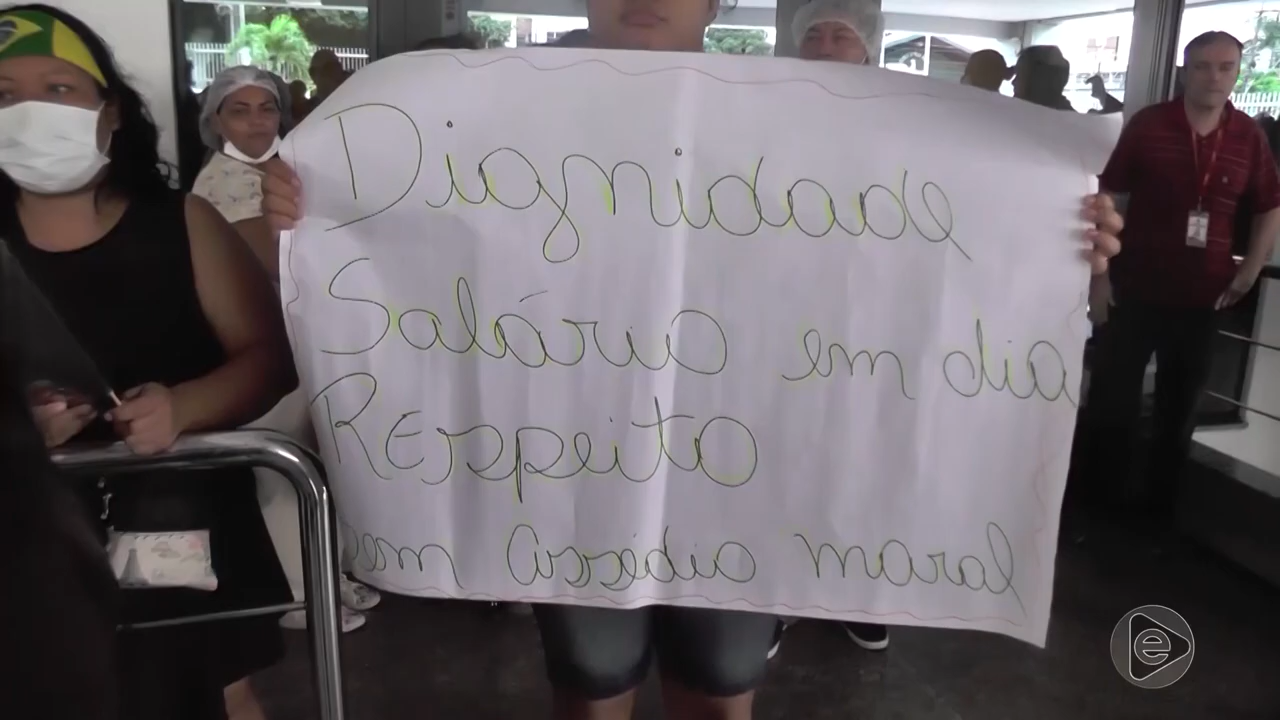 Dignidade
Salário em dia
REspeito
sem assédio moral
e